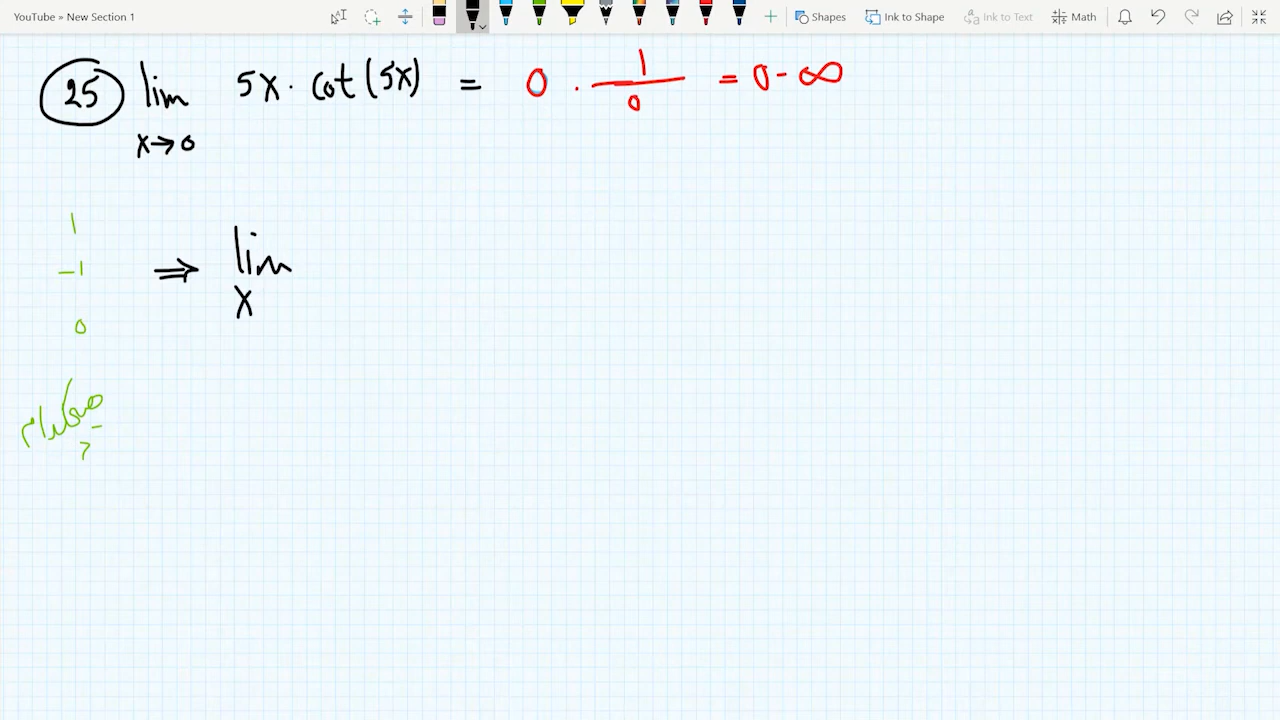 YouTube » New Section 1
Shapes
Ink to Shape
Ink to Text
Math
25 lim x→0 5x · cot(5x) = 0 · 1/0 = 0 - ∞
1
-1
⇒ lim x
0
هیچکدام